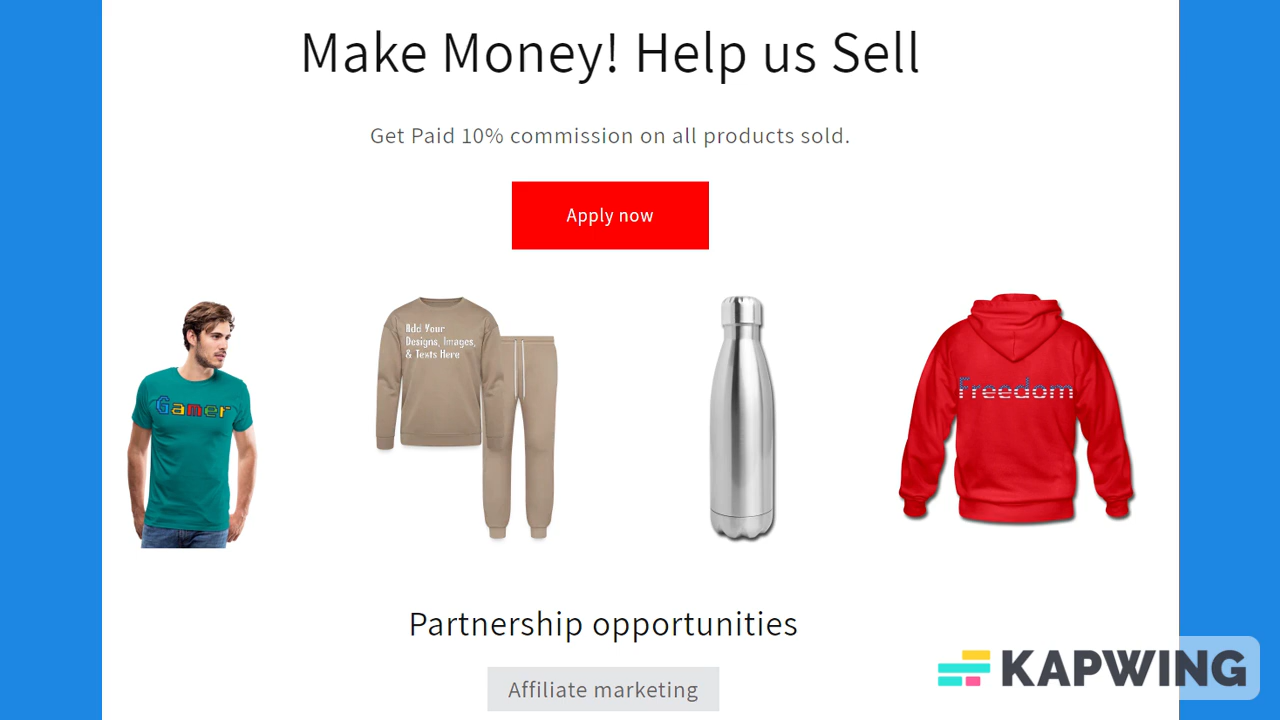 Make Money! Help us Sell
Get Paid 10% commission on all products sold.
Apply now
Gamer
Add Your
Designs, Images,
& Texts Here
Freedom
Partnership opportunities
Affiliate marketing
KAPWING